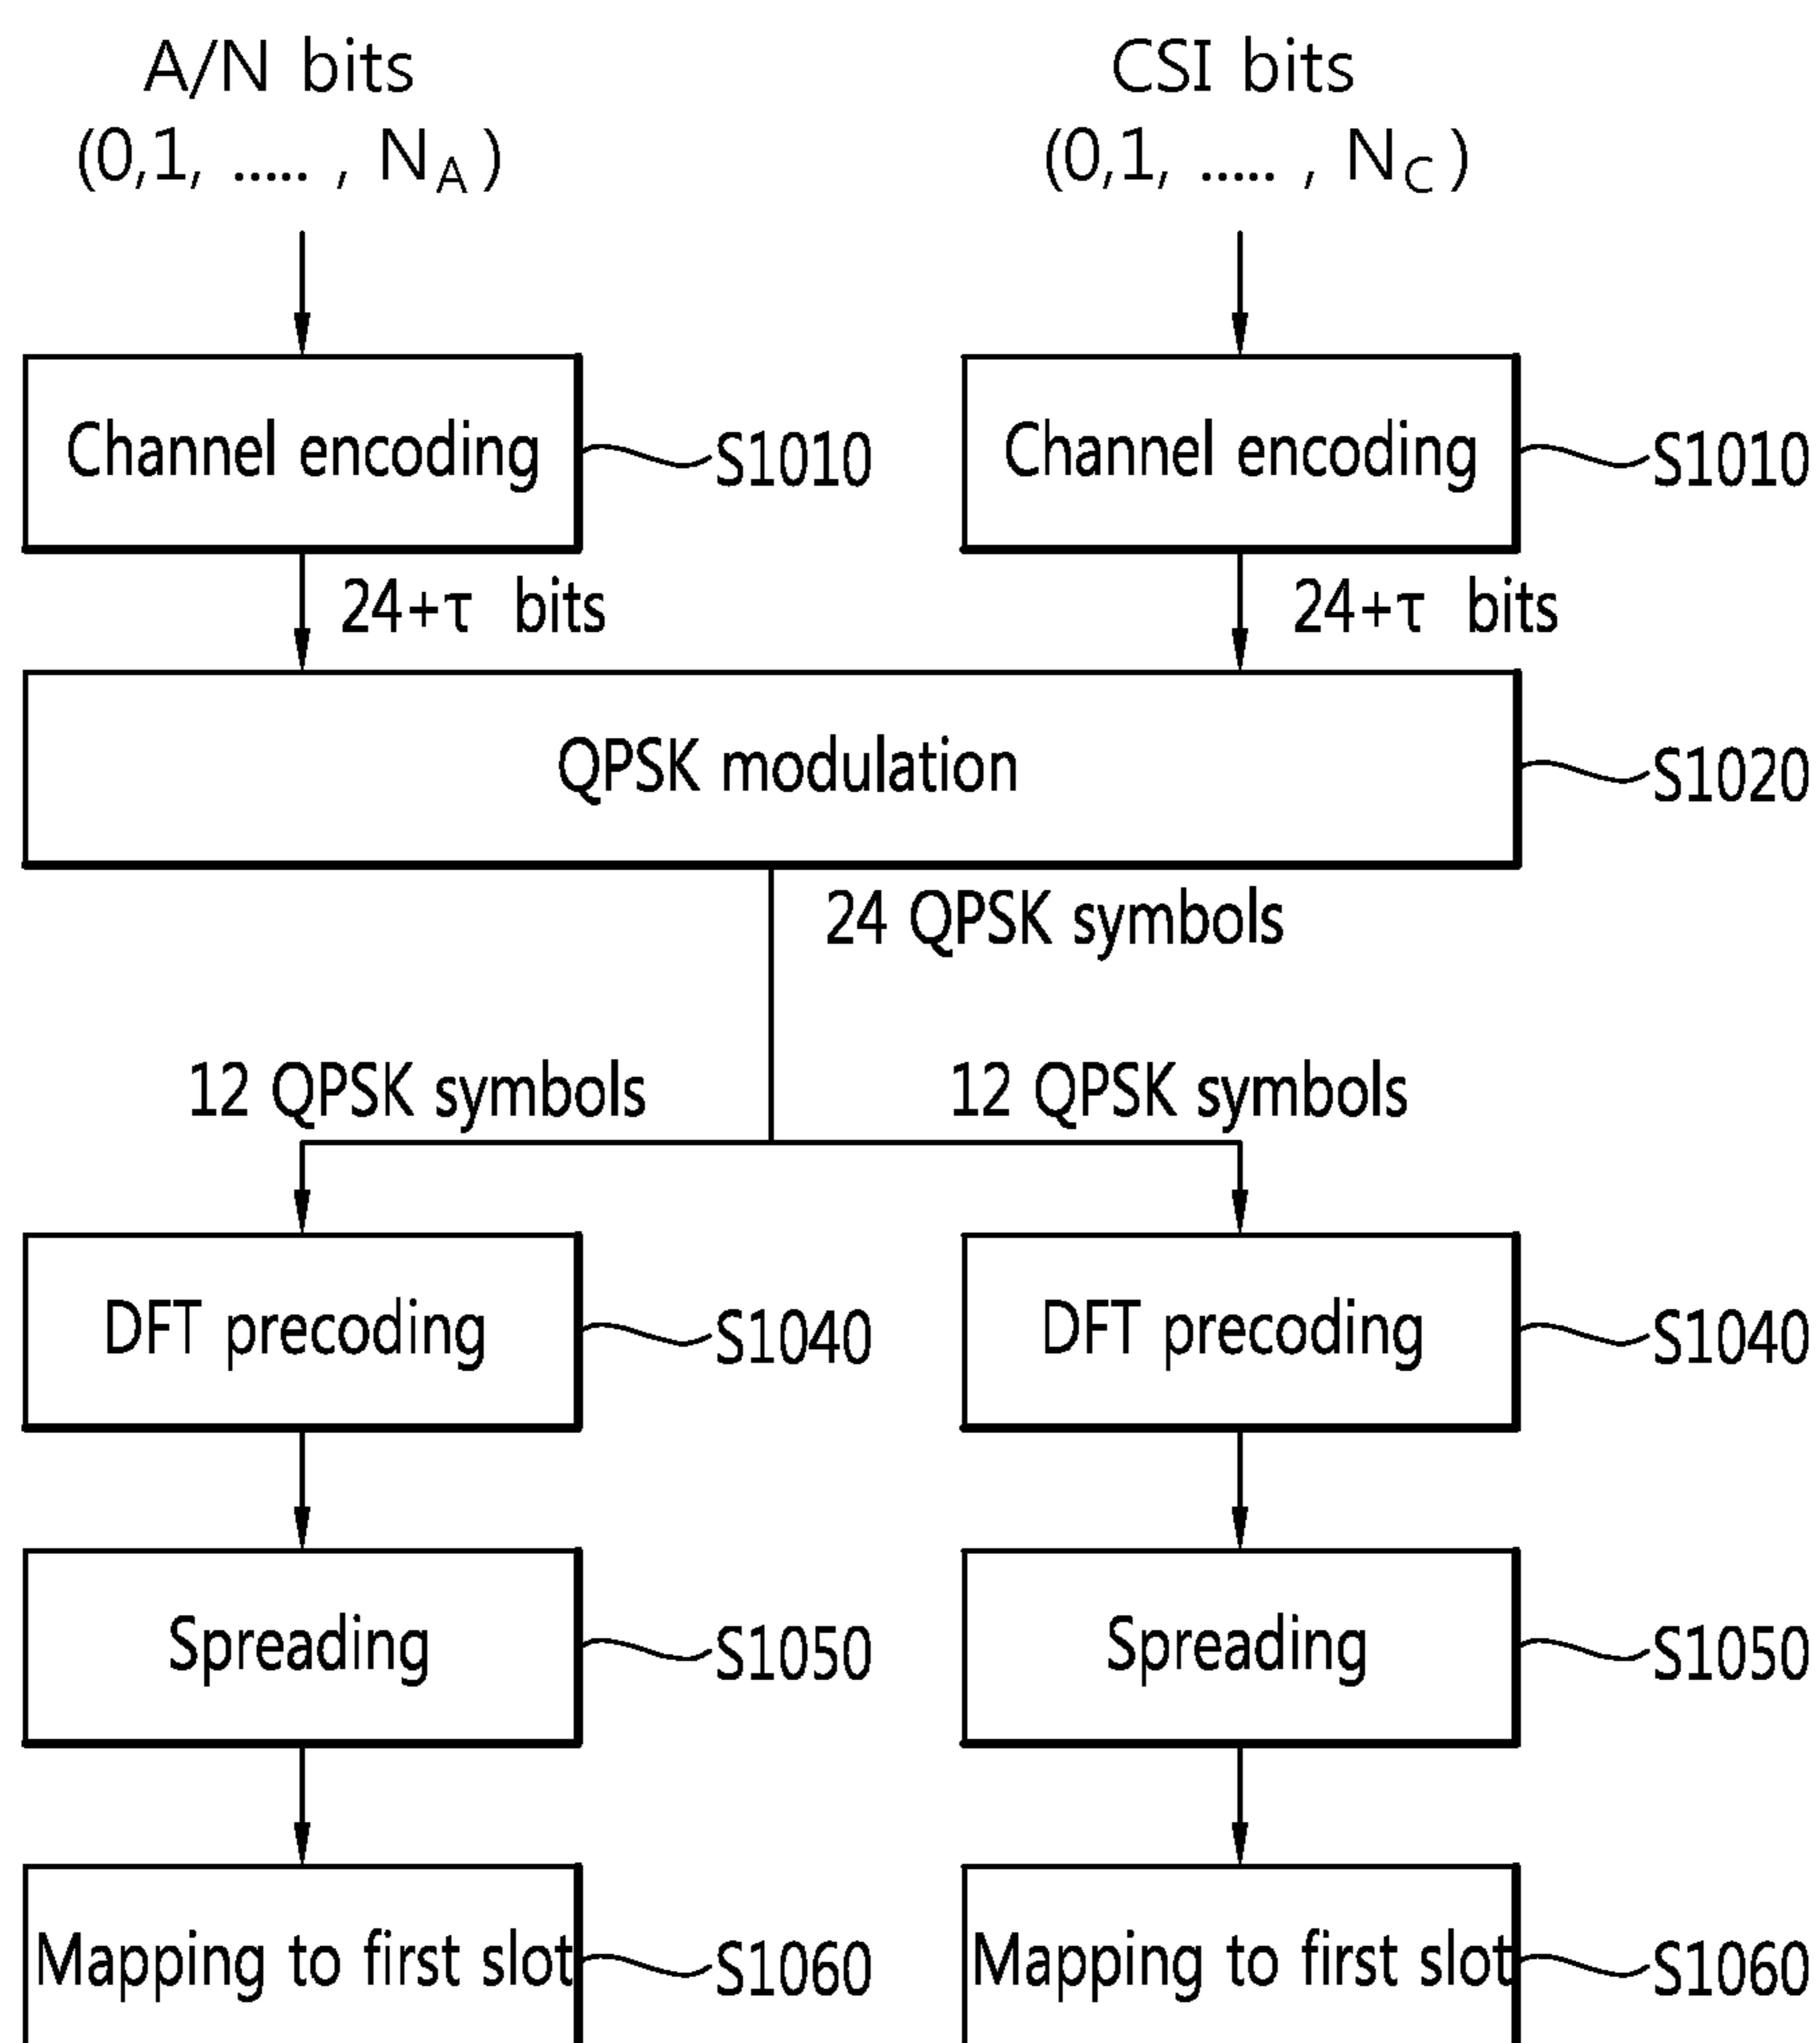 A/N bits
(0,1, ..... , N_A)
CSI bits
(0,1, ..... , N_C)
Channel encoding
S1010
Channel encoding
S1010
24+τ bits
24+τ bits
QPSK modulation
S1020
24 QPSK symbols
12 QPSK symbols
12 QPSK symbols
DFT precoding
S1040
DFT precoding
S1040
Spreading
S1050
Spreading
S1050
Mapping to first slot
S1060
Mapping to first slot
S1060